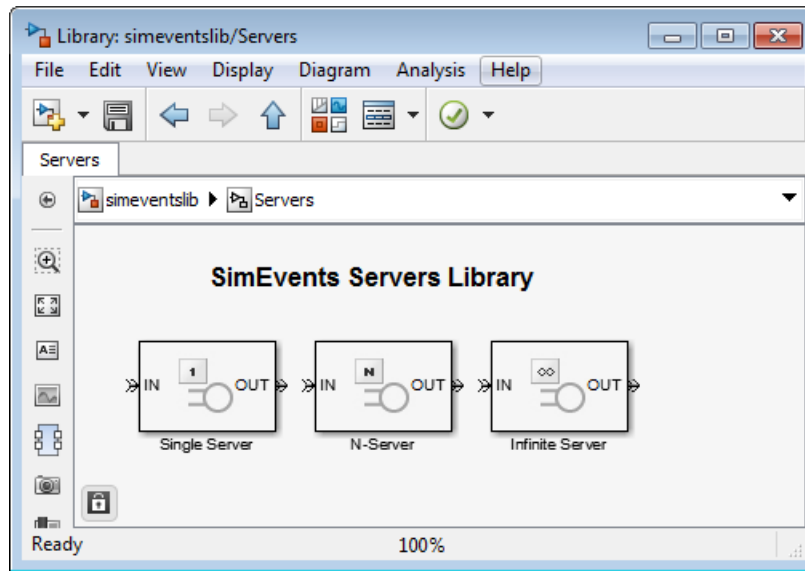 Library: simeventslib/Servers
File Edit View Display Diagram Analysis Help
Servers
simeventslib Servers
SimEvents Servers Library
IN 1 OUT IN N OUT IN ∞ OUT
Single Server N-Server Infinite Server
Ready 100%